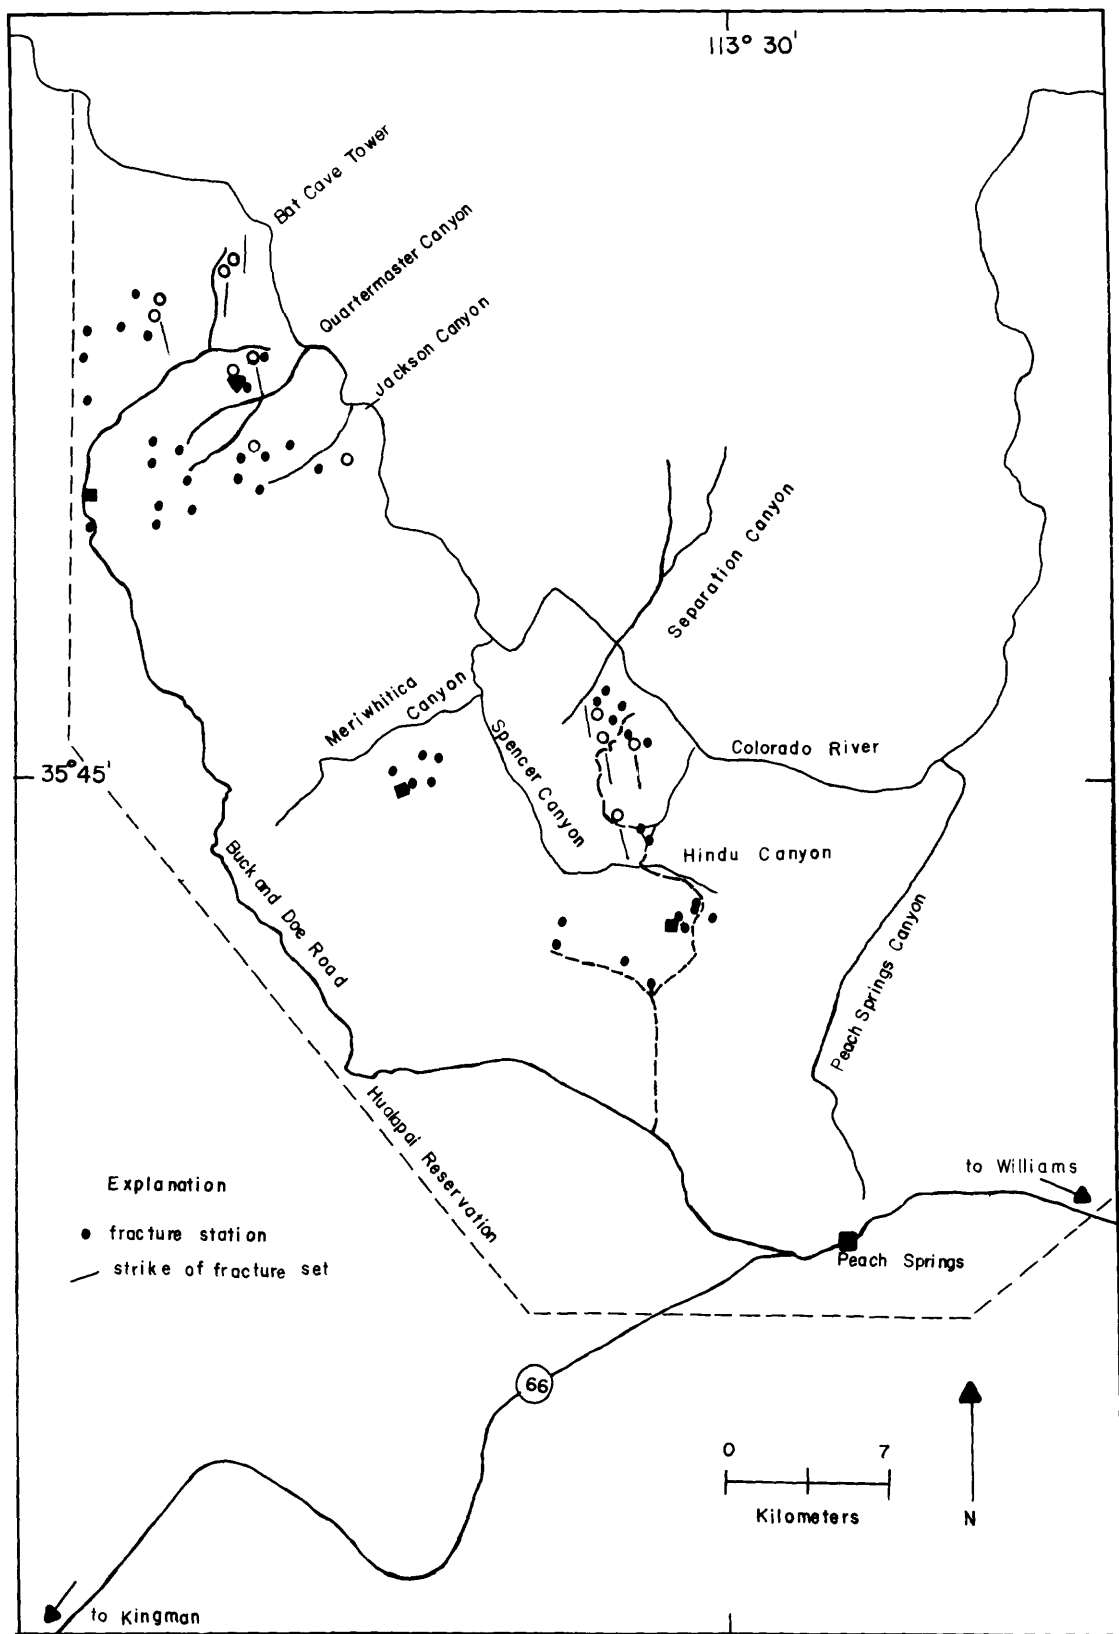 113° 30'
Bat Cave Tower
Quartermaster Canyon
Jackson Canyon
Separation Canyon
Meriwhitica
Canyon
Spencer Canyon
Colorado River
35° 45'
Hindu Canyon
Buck and Doe Road
Peach Springs Canyon
Hualapai Reservation
to Williams
Explanation
fracture station
strike of fracture set
Peach Springs
66
0 7
Kilometers
N
to Kingman